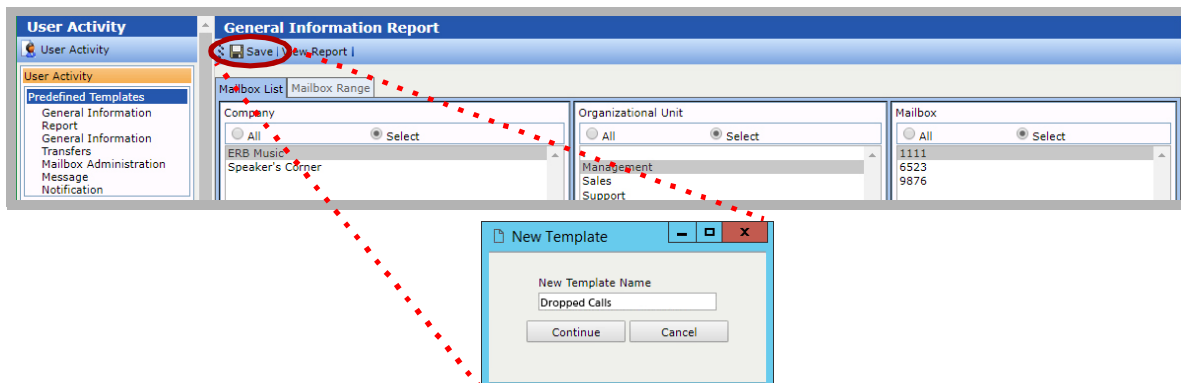 User Activity
User Activity
User Activity
Predefined Templates
General Information
Report
General Information
Transfers
Mailbox Administration
Message
Notification
General Information Report
Save | View Report |
Mailbox List Mailbox Range
Company
All Select
ERB Music
Speaker's Corner
Organizational Unit
All Select
Management
Sales
Support
Mailbox
All Select
1111
6523
9876
New Template
New Template Name
Dropped Calls
Continue Cancel